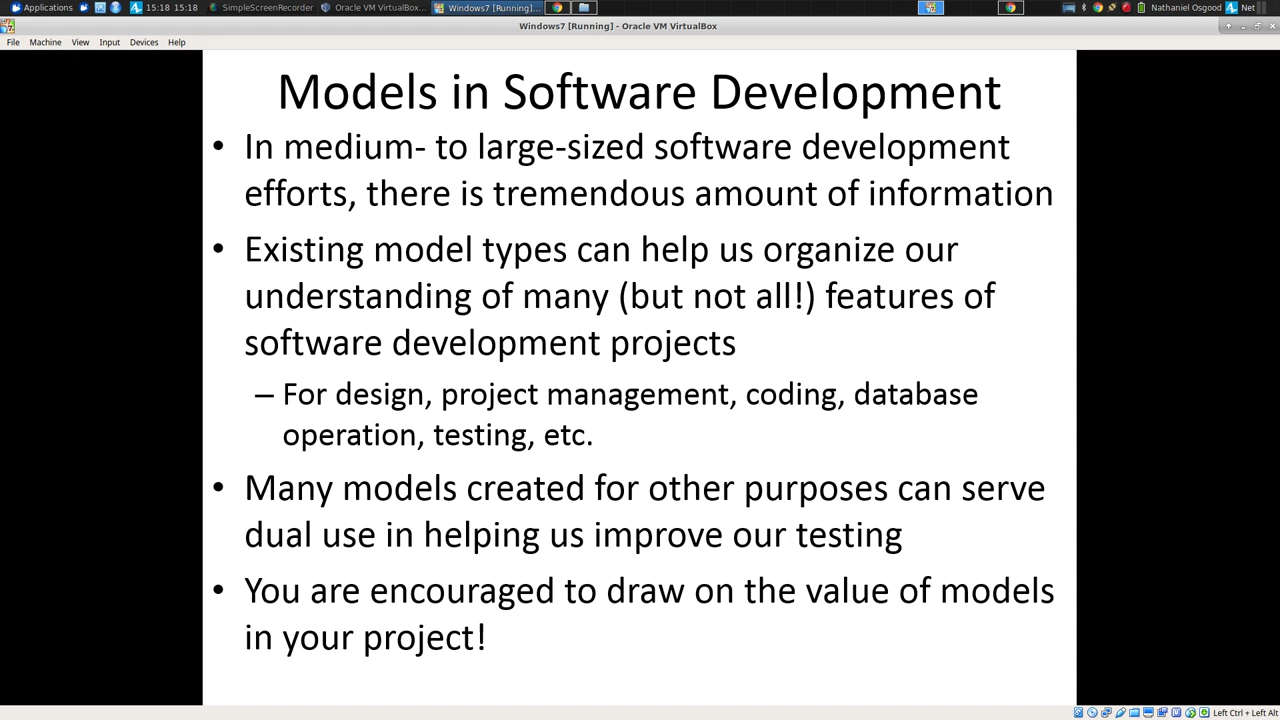 Applications 15:18 15:18 SimpleScreenRecorder Oracle VM VirtualBox... Windows7 [Running]... Nathaniel Osgood Net
Windows7 [Running] - Oracle VM VirtualBox
File Machine View Input Devices Help
Models in Software Development
• In medium- to large-sized software development
efforts, there is tremendous amount of information
• Existing model types can help us organize our
understanding of many (but not all!) features of
software development projects
– For design, project management, coding, database
operation, testing, etc.
• Many models created for other purposes can serve
dual use in helping us improve our testing
• You are encouraged to draw on the value of models
in your project!
Left Ctrl + Left Alt